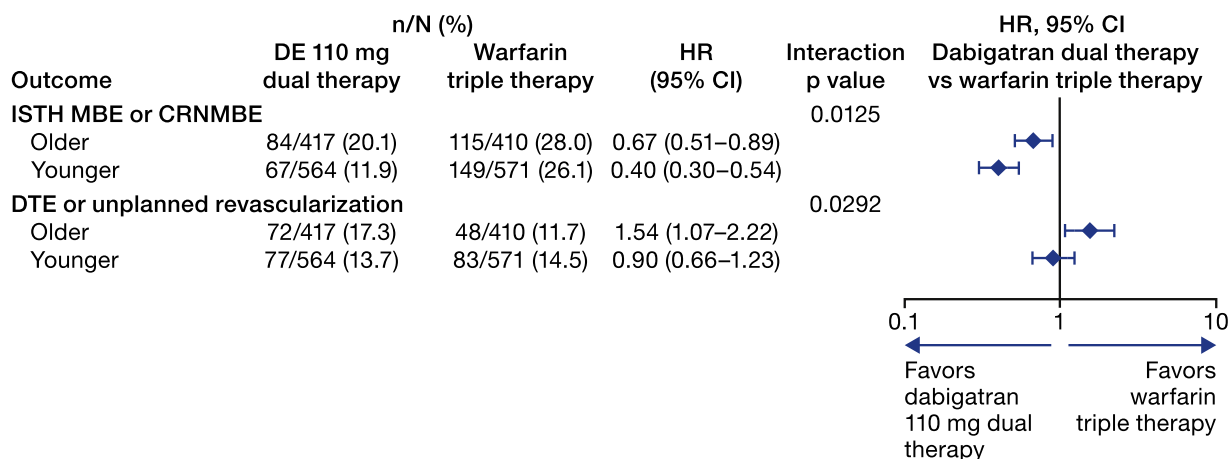 n/N (%) HR, 95% CI
DE 110 mg Warfarin HR Interaction Dabigatran dual therapy
Outcome dual therapy triple therapy (95% CI) p value vs warfarin triple therapy
ISTH MBE or CRNMBE 0.0125
Older 84/417 (20.1) 115/410 (28.0) 0.67 (0.51–0.89)
Younger 67/564 (11.9) 149/571 (26.1) 0.40 (0.30–0.54)
DTE or unplanned revascularization 0.0292
Older 72/417 (17.3) 48/410 (11.7) 1.54 (1.07–2.22)
Younger 77/564 (13.7) 83/571 (14.5) 0.90 (0.66–1.23)
0.1 1 10
Favors Favors
dabigatran warfarin
110 mg dual triple therapy
therapy